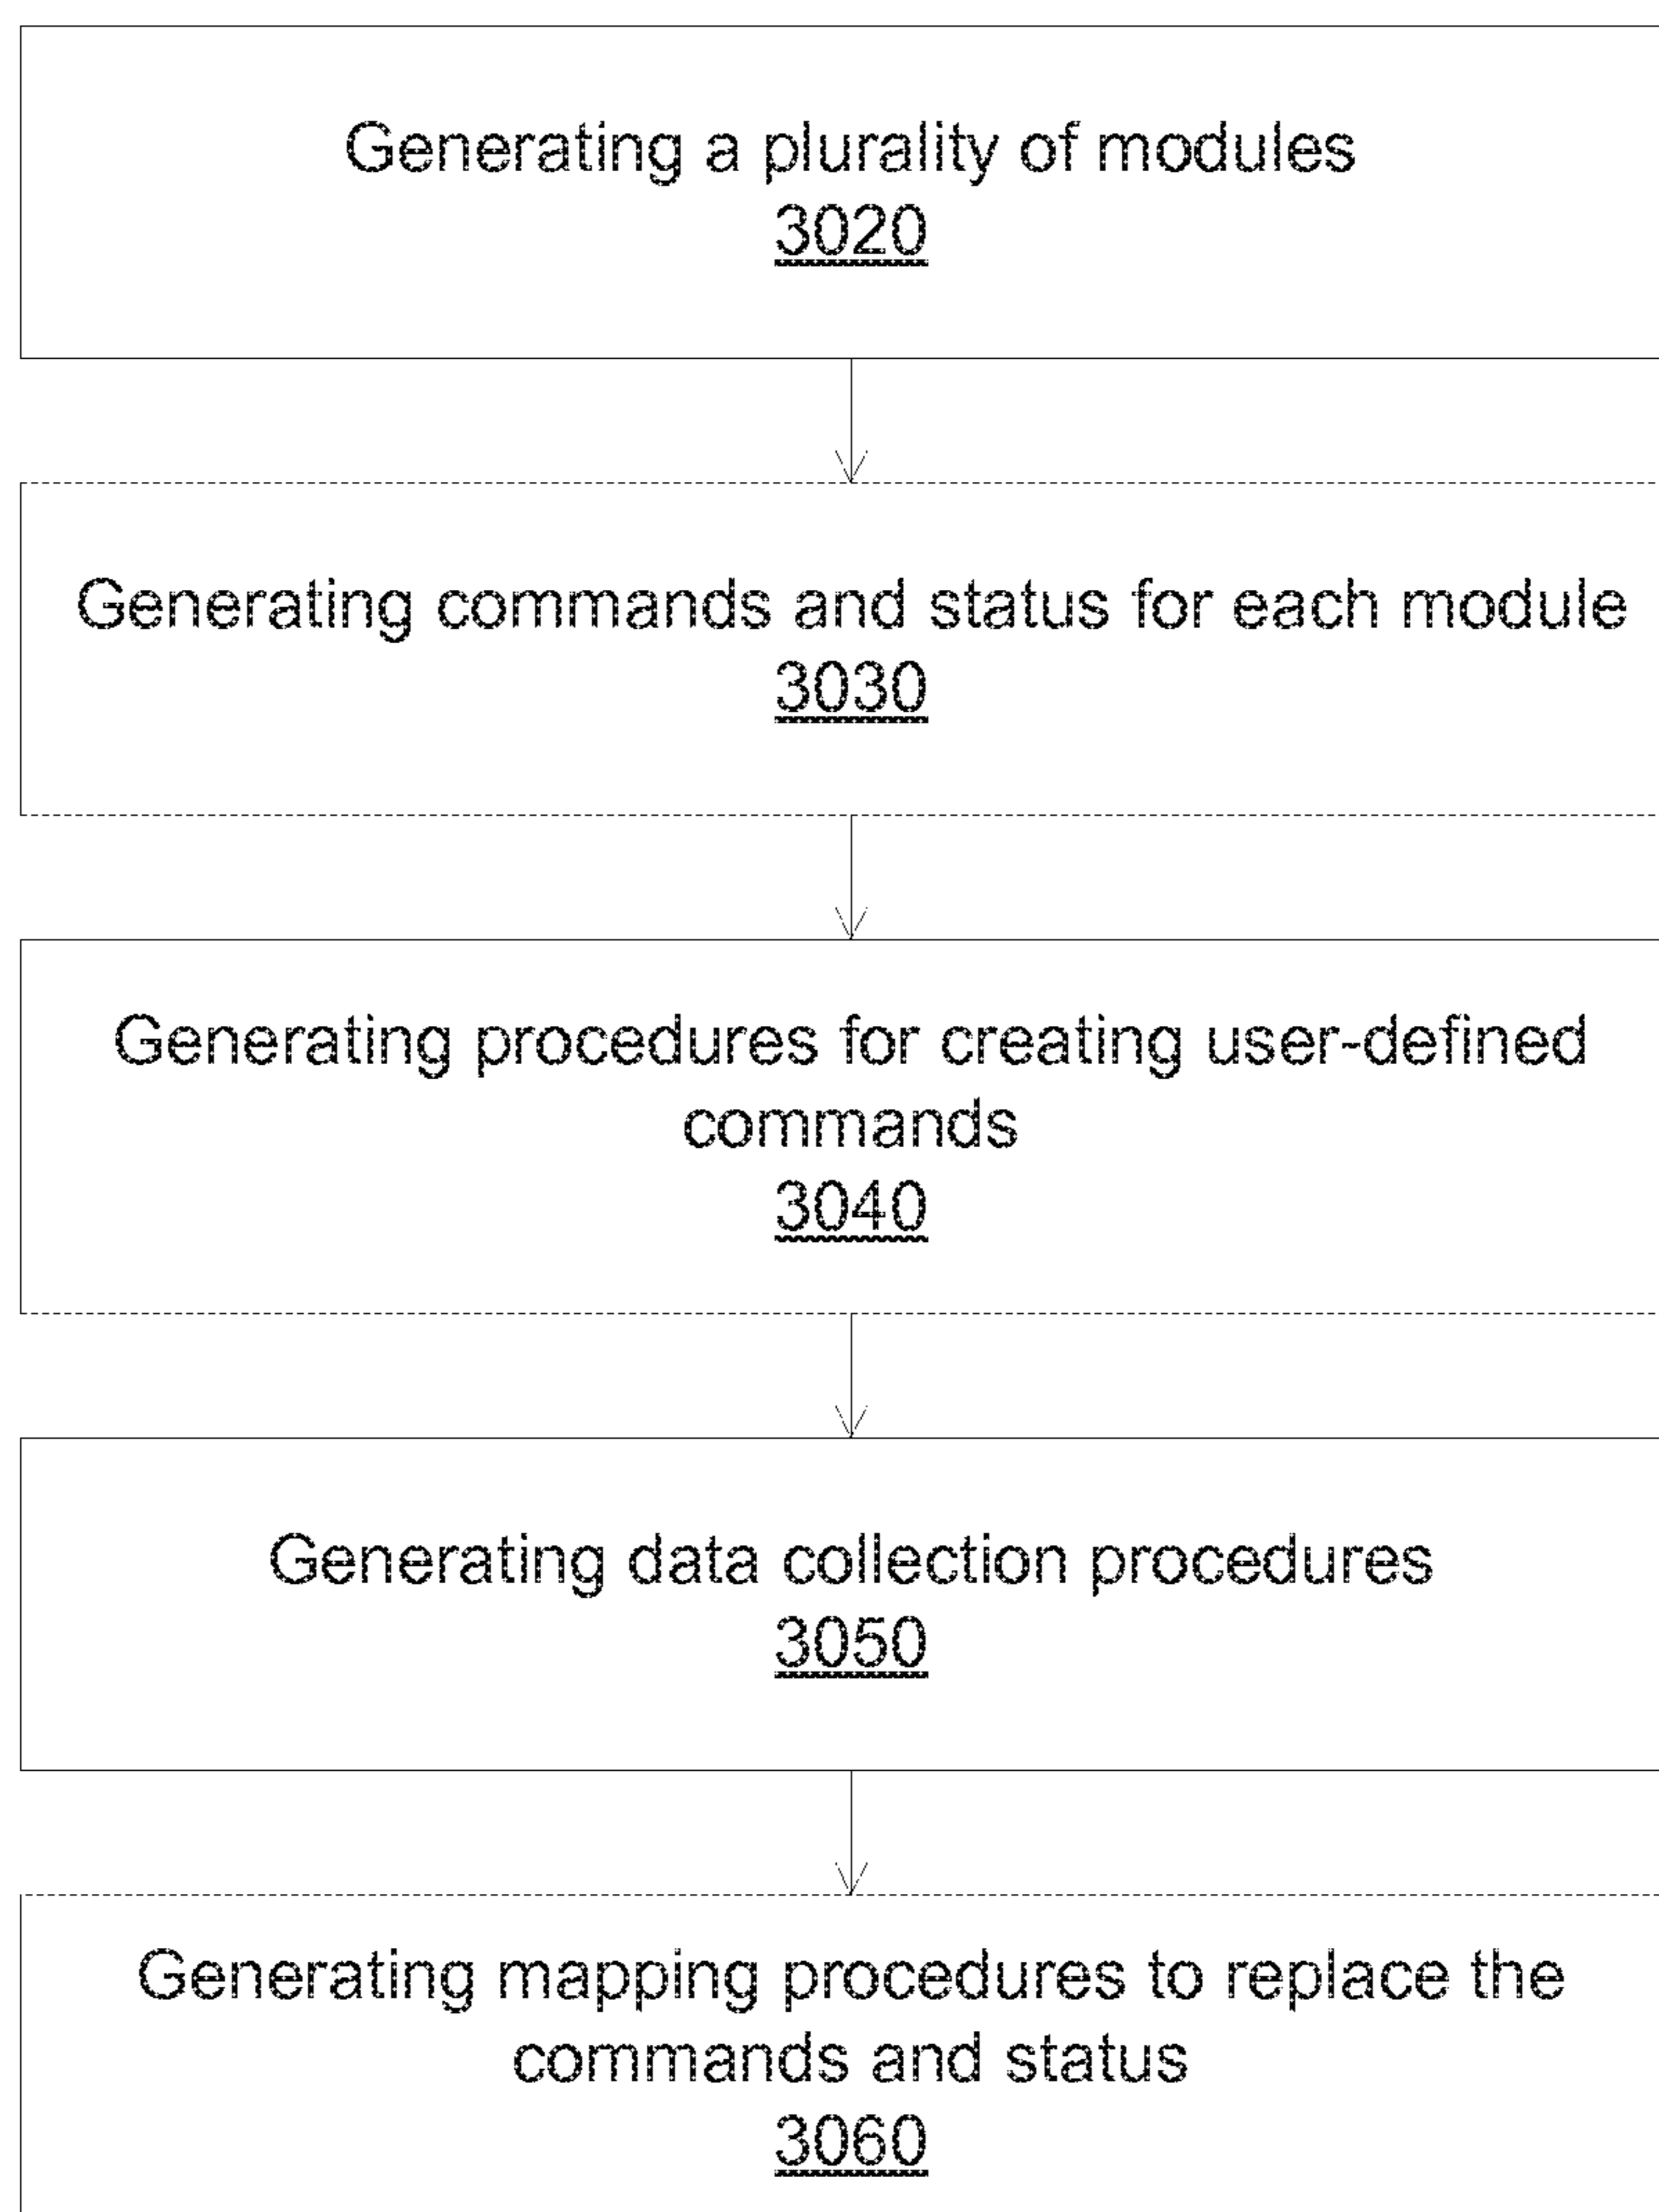 Generating a plurality of modules
3020
Generating commands and status for each module
3030
Generating procedures for creating user-defined
commands
3040
Generating data collection procedures
3050
Generating mapping procedures to replace the
commands and status
3060